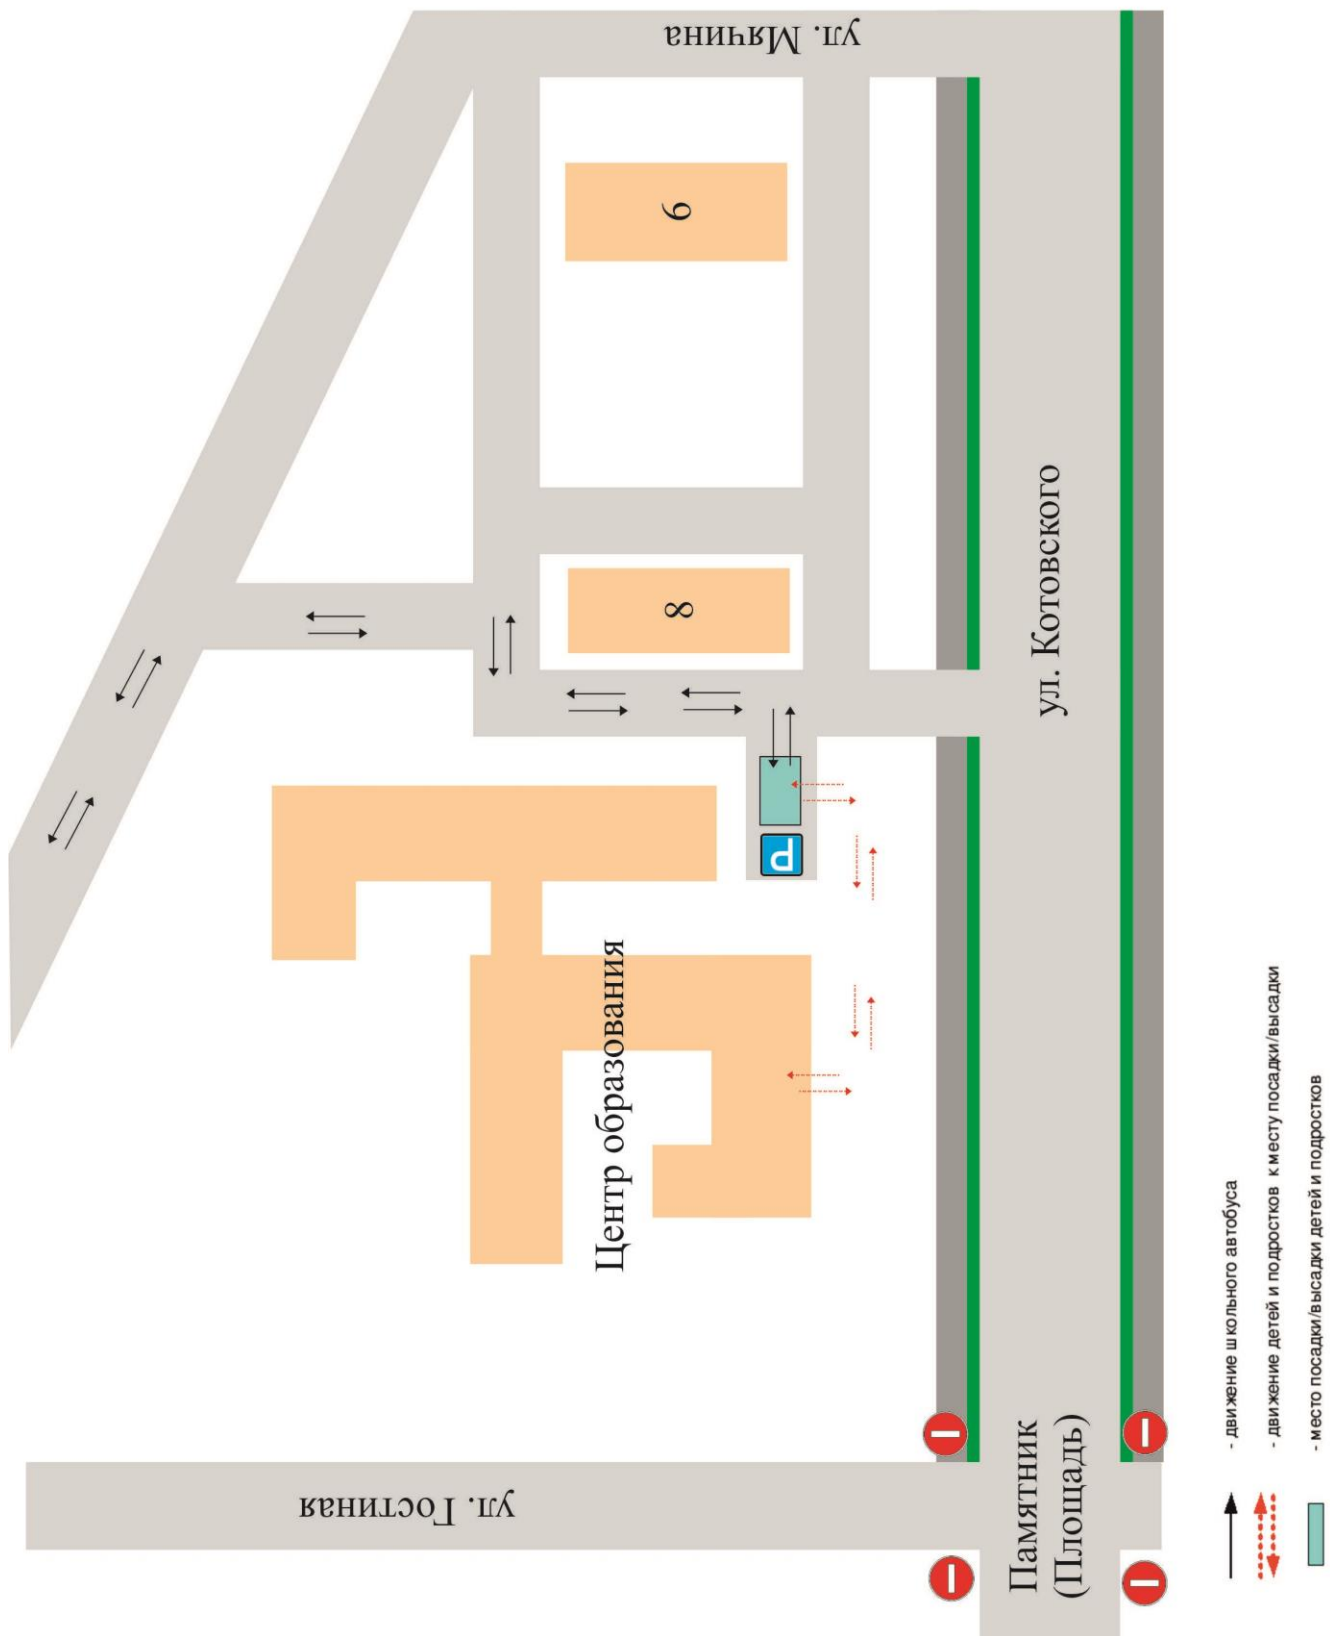 ул. Мячина
6
8
ул. Котовского
Центр образования
ул. Гостиная
Памятник
(Площадь)
P
- движение школьного автобуса
- движение детей и подростков к месту посадки/высадки
- место посадки/высадки детей и подростков